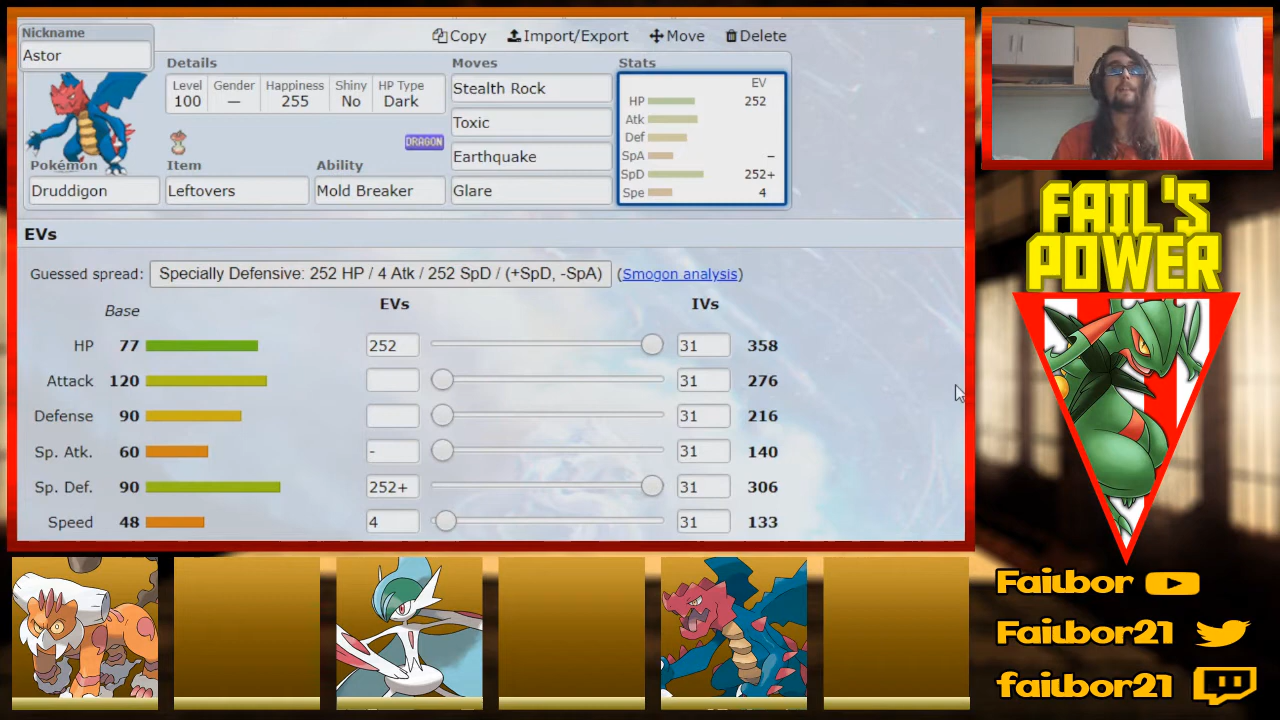 Nickname
Astor
Copy Import/Export Move Delete
Details
Level Gender Happiness Shiny HP Type
100 — 255 No Dark
DRAGON
Pokémon Item Ability
Druddigon Leftovers Mold Breaker
Moves
Stealth Rock
Toxic
Earthquake
Glare
Stats
EV
HP 252
Atk
Def
SpA –
SpD 252+
Spe 4
EVs
Guessed spread: Specially Defensive: 252 HP / 4 Atk / 252 SpD / (+SpD, -SpA) (Smogon analysis)
Base EVs IVs
HP 77 252 31 358
Attack 120 31 276
Defense 90 31 216
Sp. Atk. 60 - 31 140
Sp. Def. 90 252+ 31 306
Speed 48 4 31 133
FAIL'S
POWER
Failbor
Failbor21
failbor21